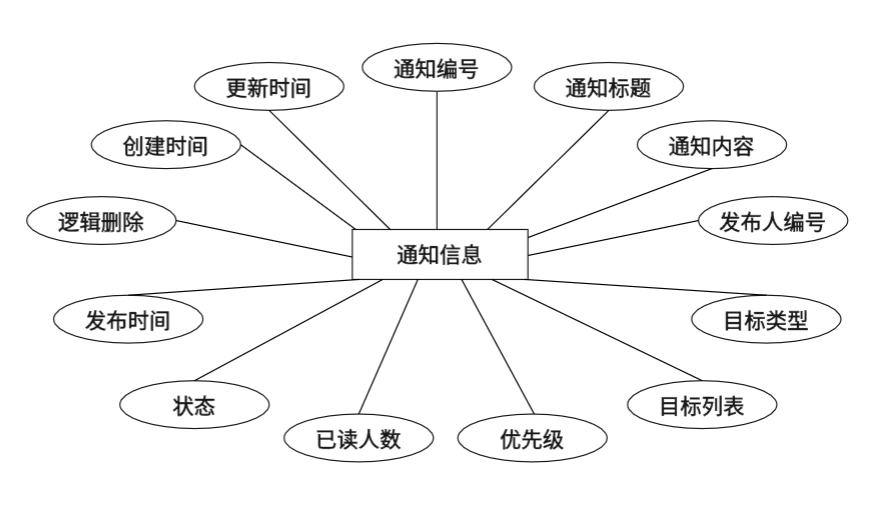 通知编号
更新时间
通知标题
创建时间
通知内容
逻辑删除
发布人编号
通知信息
发布时间
目标类型
状态
目标列表
已读人数
优先级